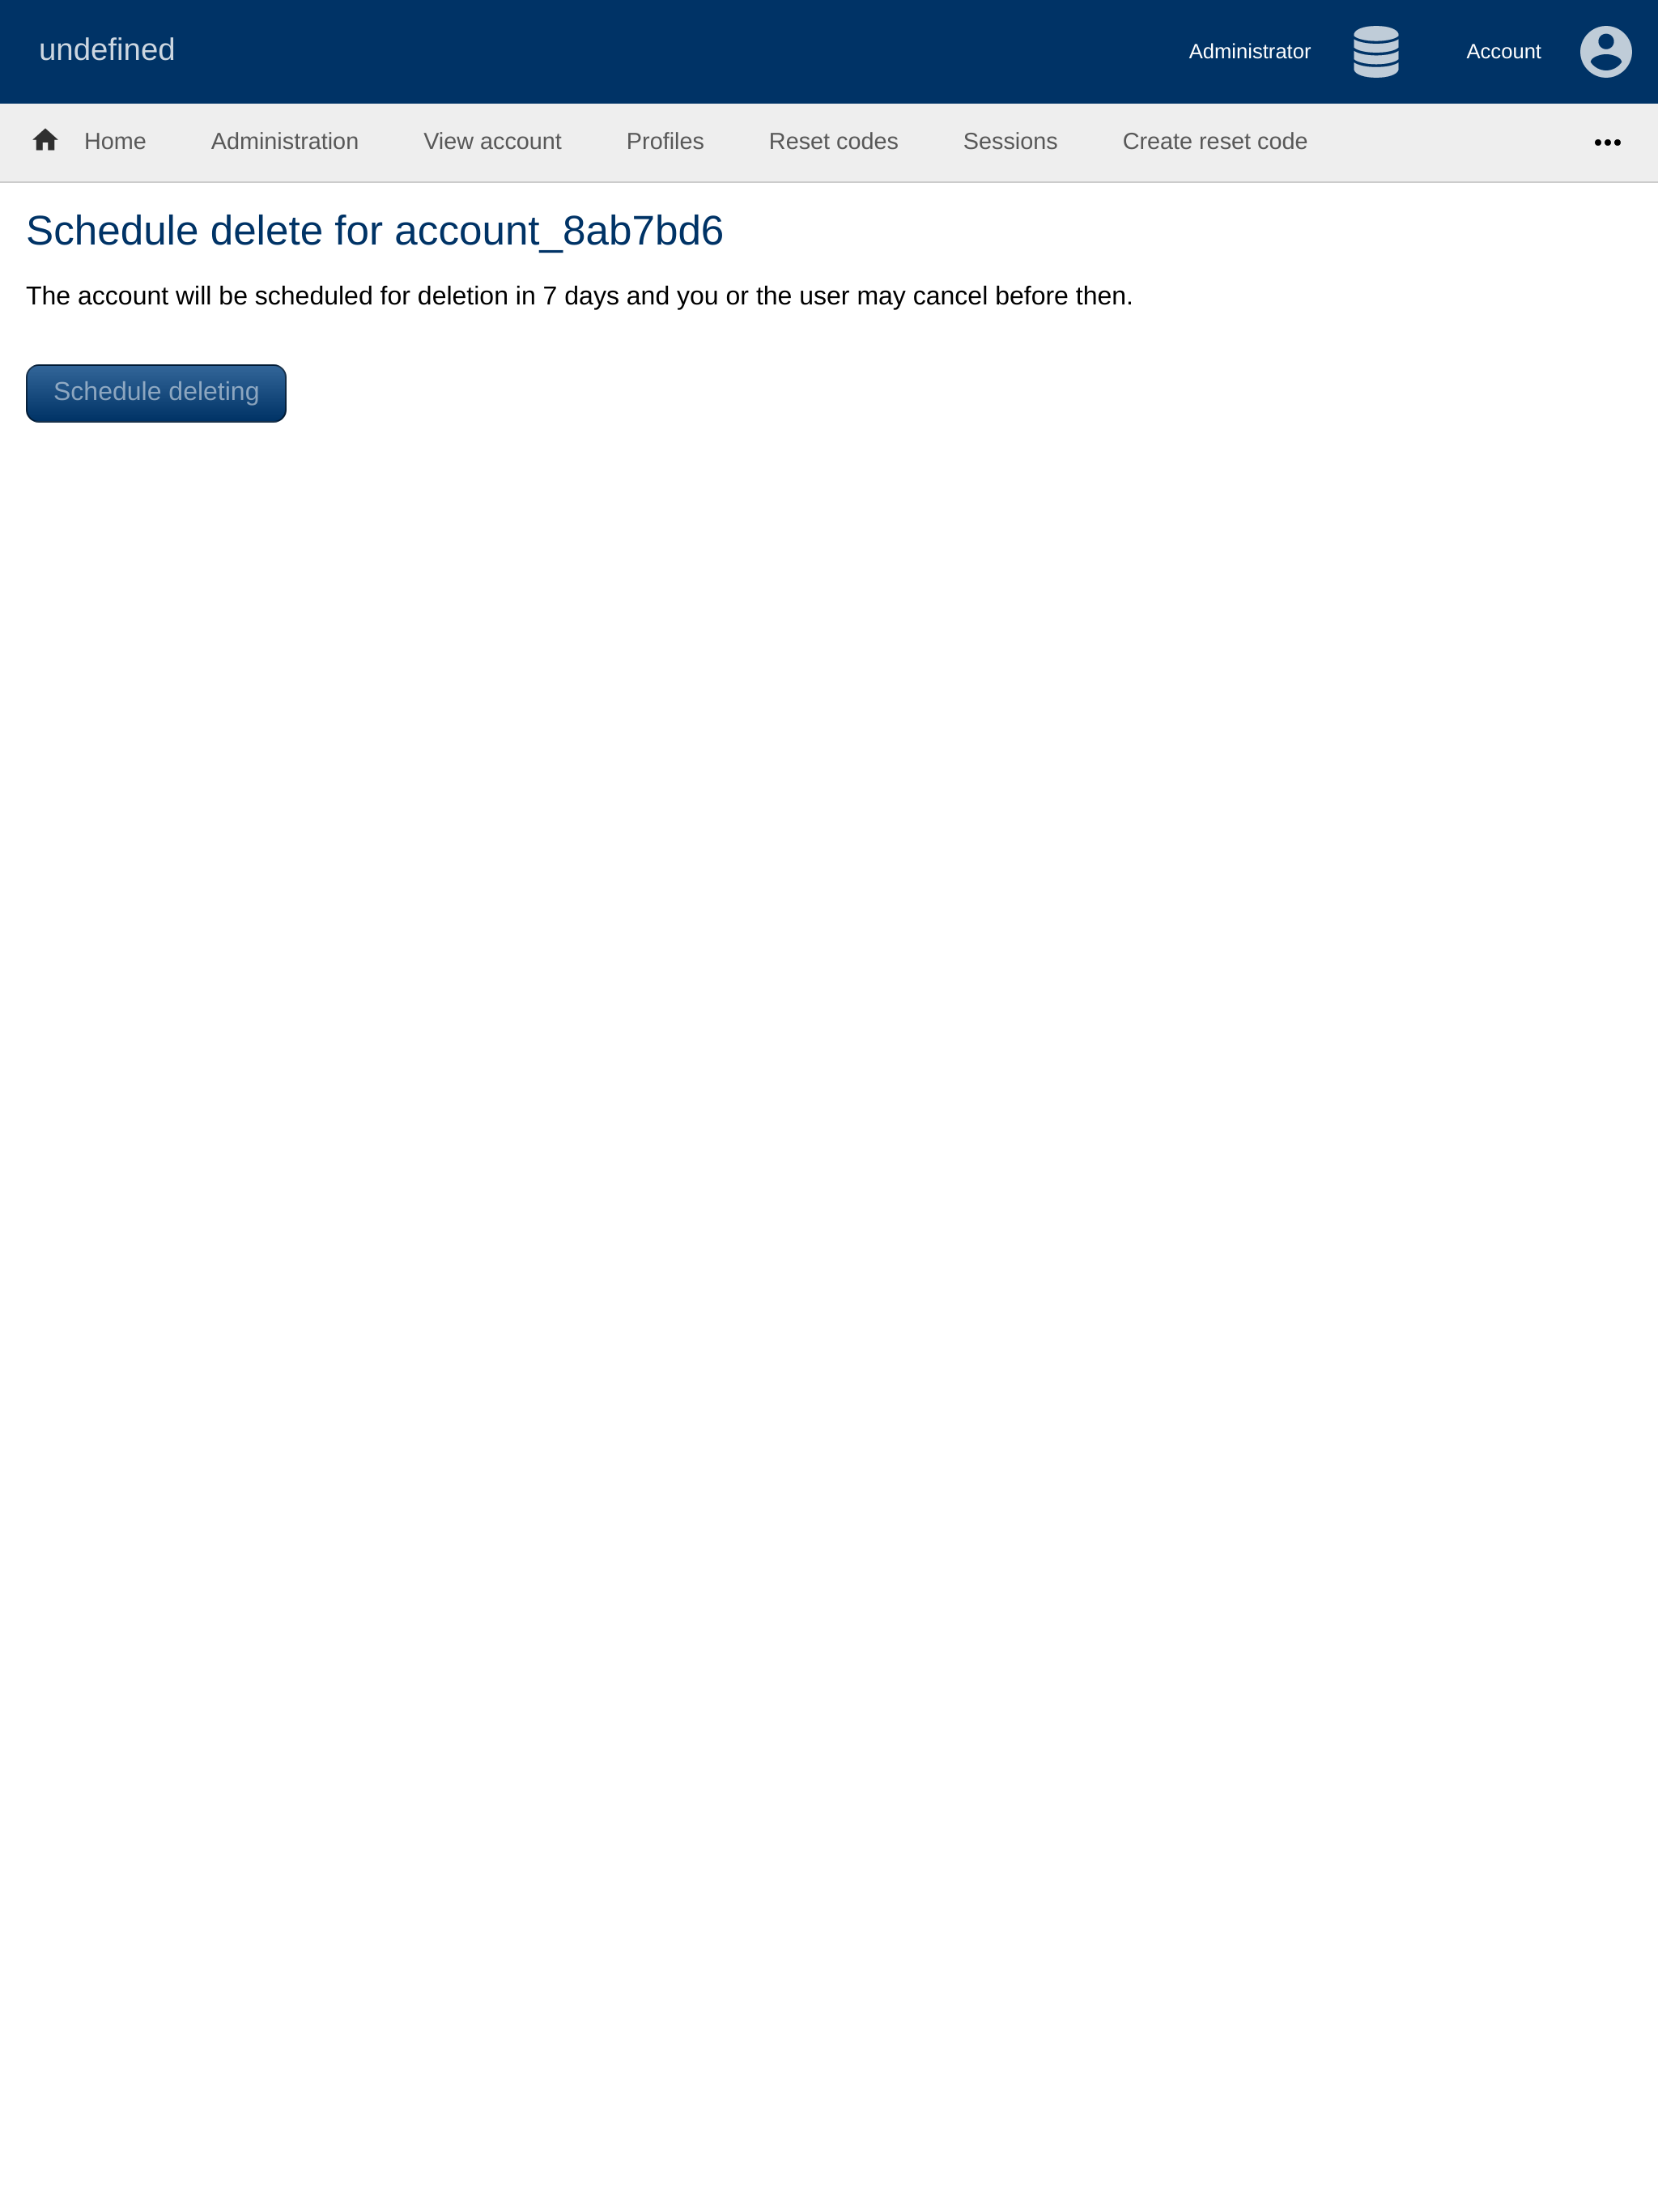 undefined
Administrator
Account
Home
Administration
View account
Profiles
Reset codes
Sessions
Create reset code
Schedule delete for account_8ab7bd6
The account will be scheduled for deletion in 7 days and you or the user may cancel before then.
Schedule deleting